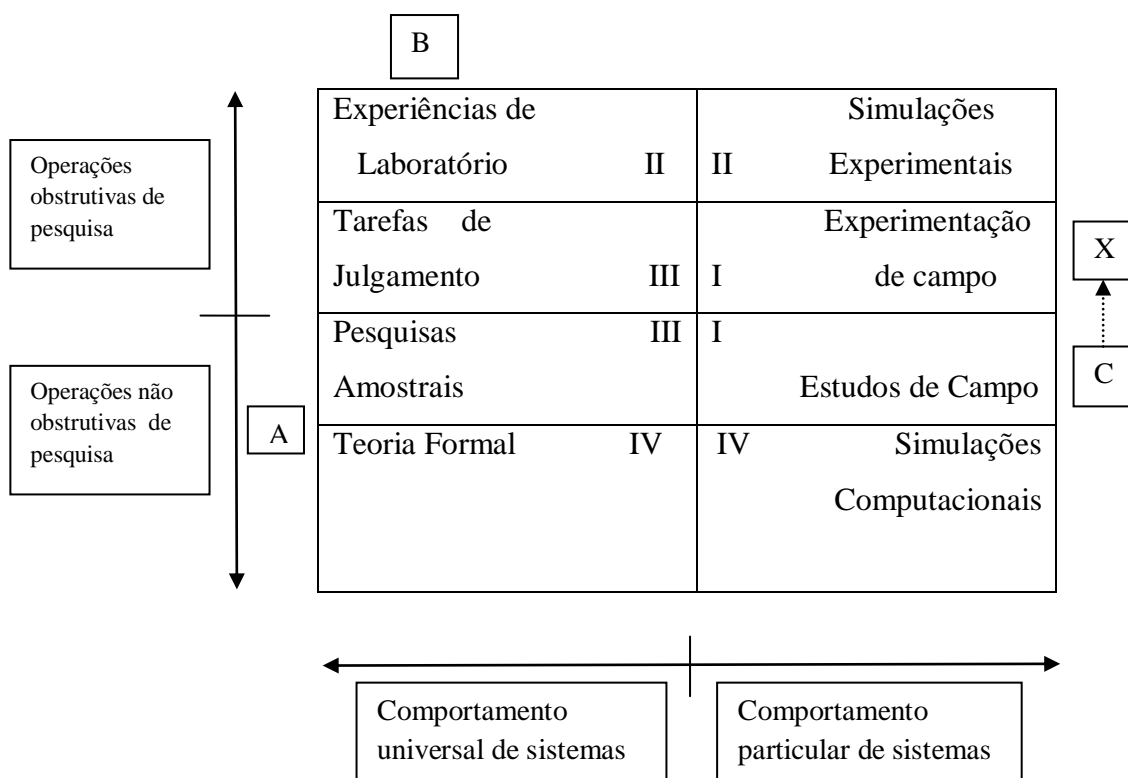 B
Experiências de
Laboratório II
II
Simulações
Experimentais
Operações
obstrutivas de
pesquisa
Tarefas de
Julgamento III
I
Experimentação
de campo
X
Pesquisas III
Amostrais
I
Estudos de Campo
C
Operações não
obstrutivas de
pesquisa
A
Teoria Formal IV
IV Simulações
Computacionais
Comportamento
universal de sistemas
Comportamento
particular de sistemas